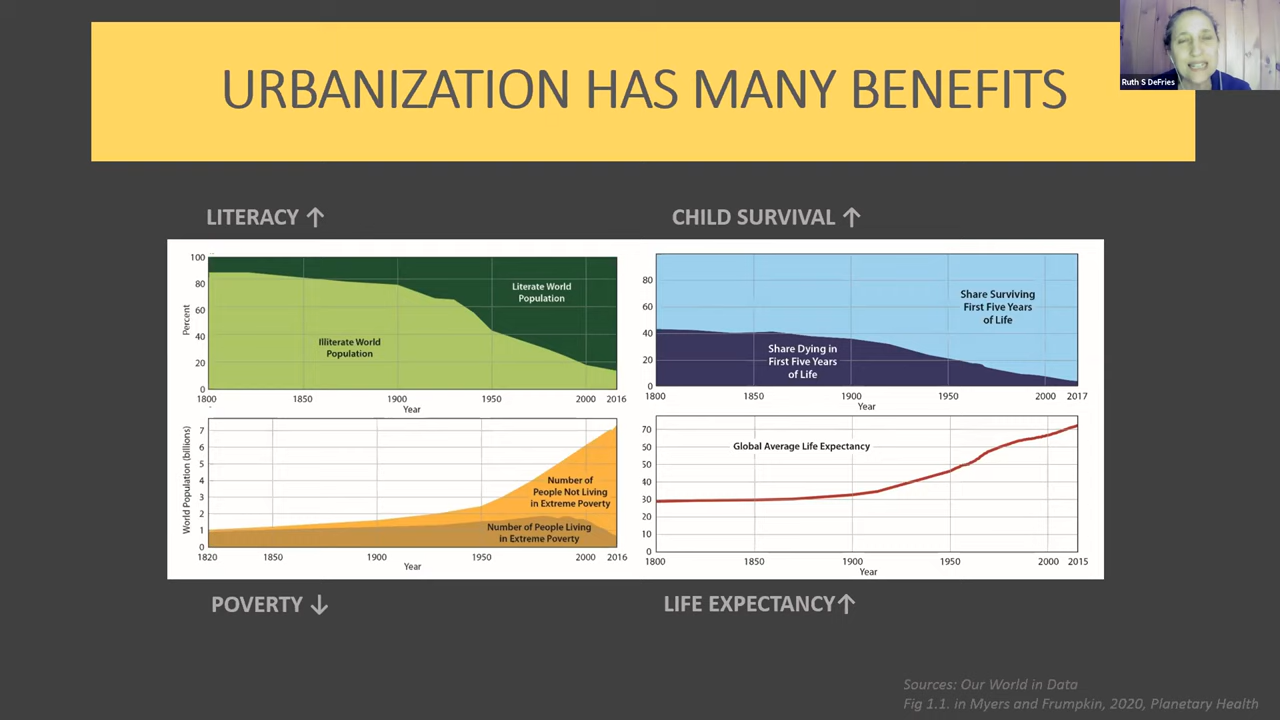 URBANIZATION HAS MANY BENEFITS
Ruth S DeFries
LITERACY ↑
CHILD SURVIVAL ↑
100
80
60
40
20
0
Percent
Literate World
Population
Illiterate World
Population
1800
1850
1900
1950
2000
2016
Year
80
60
40
20
0
Share Surviving
First Five Years
of Life
Share Dying in
First Five Years
of Life
1800
1850
1900
1950
2000
2017
Year
7
6
5
4
3
2
1
0
World Population (billions)
Number of
People Not Living
in Extreme Poverty
Number of People Living
in Extreme Poverty
1820
1850
1900
1950
2000
2016
Year
70
60
50
40
30
20
10
0
Global Average Life Expectancy
1800
1850
1900
1950
2000
2015
Year
POVERTY ↓
LIFE EXPECTANCY↑
Sources: Our World in Data
Fig 1.1. in Myers and Frumpkin, 2020, Planetary Health